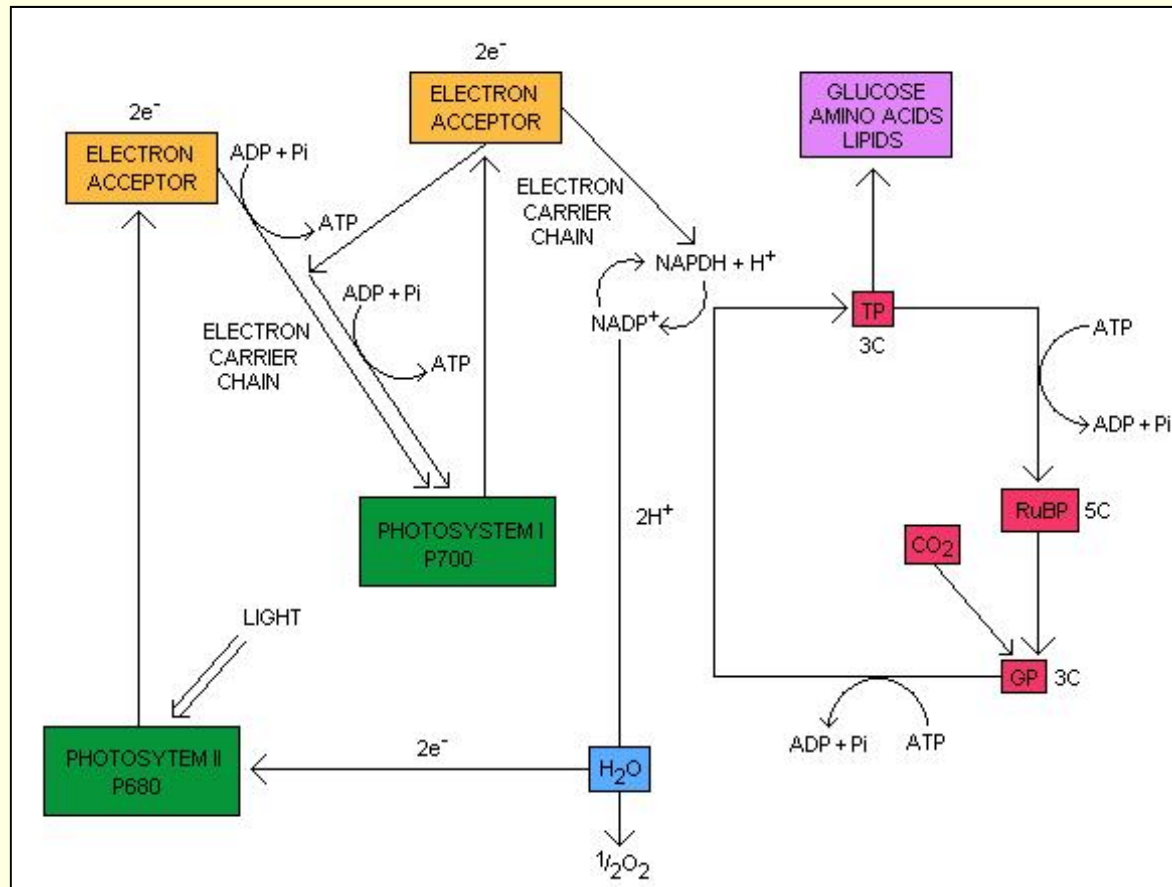 2e⁻
ELECTRON
ACCEPTOR
2e⁻
ELECTRON
ACCEPTOR
GLUCOSE
AMINO ACIDS
LIPIDS
ADP + Pi
ATP
ELECTRON
CARRIER
CHAIN
NAPDH + H⁺
NADP⁺
ADP + Pi
ATP
ELECTRON
CARRIER
CHAIN
TP
3C
ATP
ADP + Pi
PHOTOSYSTEM I
P700
2H⁺
RuBP
5C
CO₂
GP
3C
ADP + Pi
ATP
LIGHT
PHOTOSYTEM II
P680
2e⁻
H₂O
¹/₂O₂